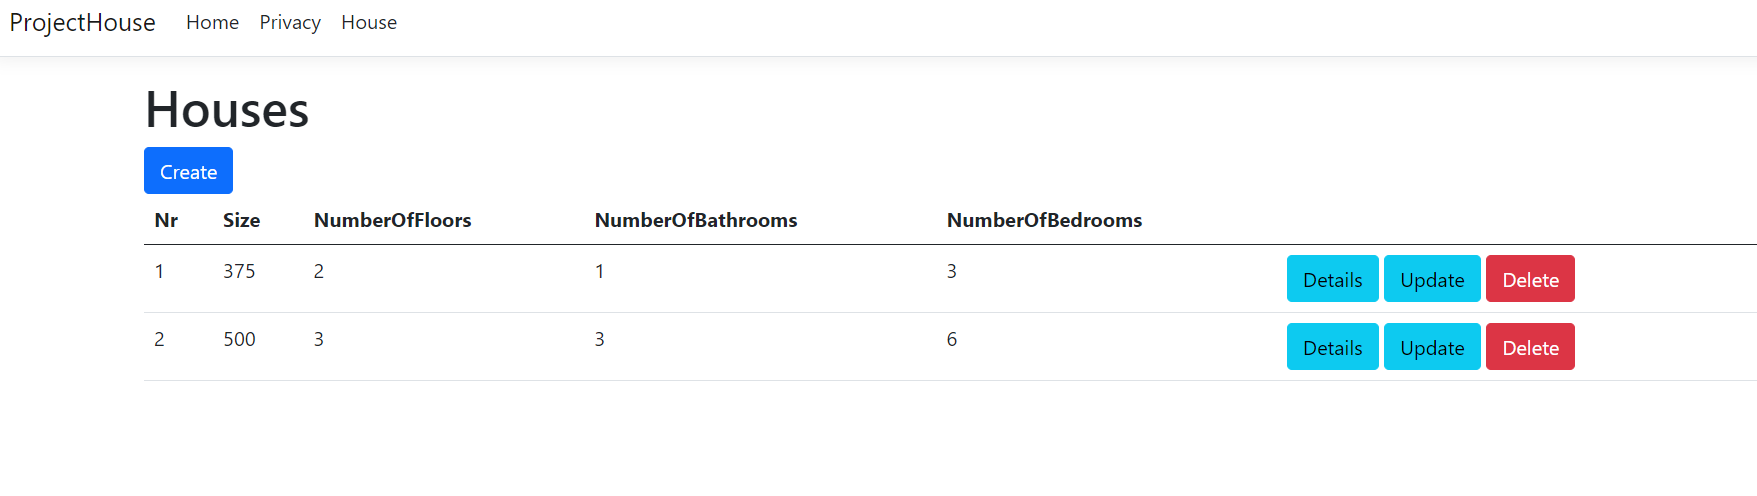 ProjectHouse Home Privacy House
Houses
Create
Nr Size NumberOfFloors NumberOfBathrooms NumberOfBedrooms
1 375 2 1 3 Details Update Delete
2 500 3 3 6 Details Update Delete